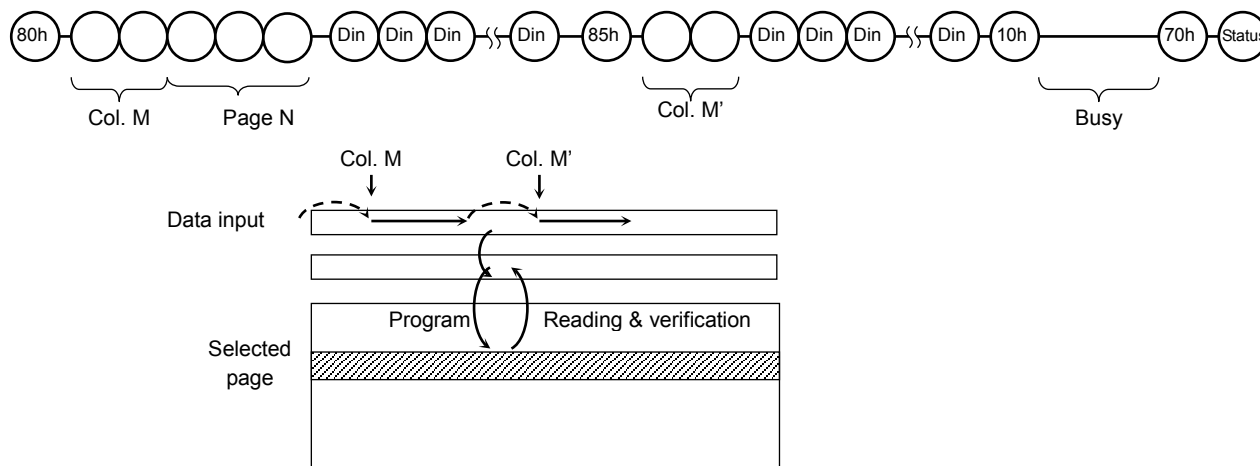 80h Din Din Din Din 85h Din Din Din Din 10h 70h Status
Col. M Page N Col. M’ Busy
Col. M Col. M’
Data input
Program Reading & verification
Selected
page